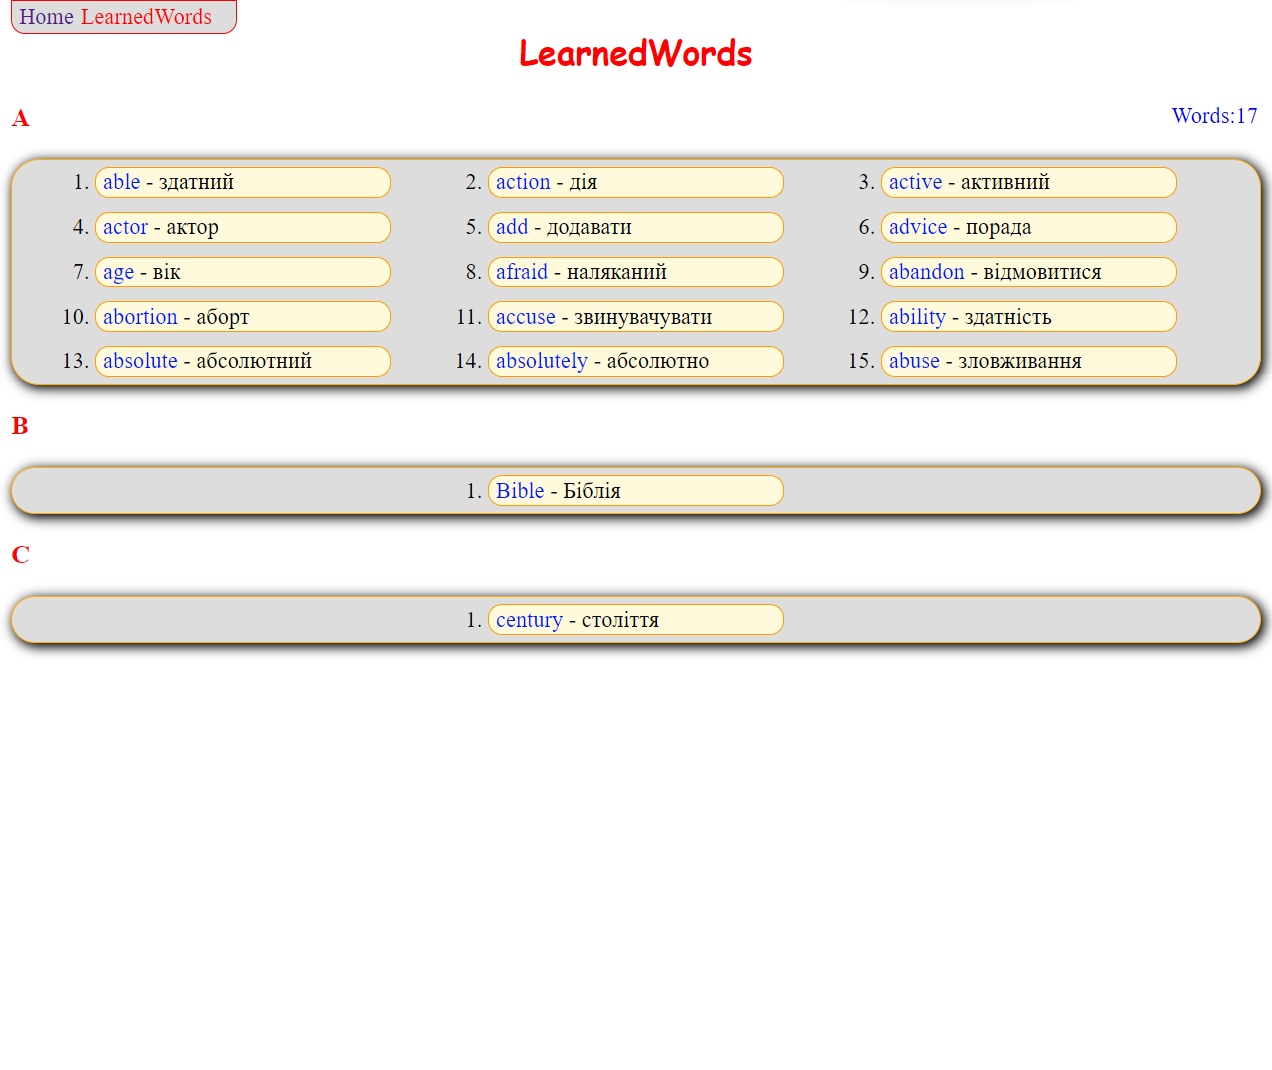 Home LearnedWords
LearnedWords
A
Words:17
1. able - здатний 2. action - дія 3. active - активний
4. actor - актор 5. add - додавати 6. advice - порада
7. age - вік 8. afraid - наляканий 9. abandon - відмовитися
10. abortion - аборт 11. accuse - звинувачувати 12. ability - здатність
13. absolute - абсолютний 14. absolutely - абсолютно 15. abuse - зловживання
B
1. Bible - Біблія
C
1. century - століття